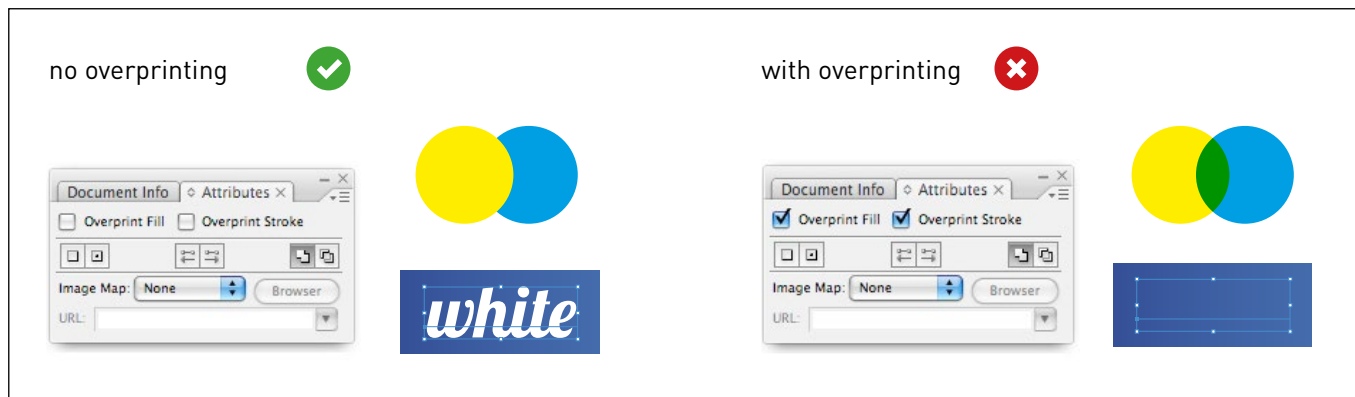 no overprinting
Document Info Attributes
Overprint Fill Overprint Stroke
Image Map: None Browser
URL:
white
with overprinting
Document Info Attributes
Overprint Fill Overprint Stroke
Image Map: None Browser
URL: